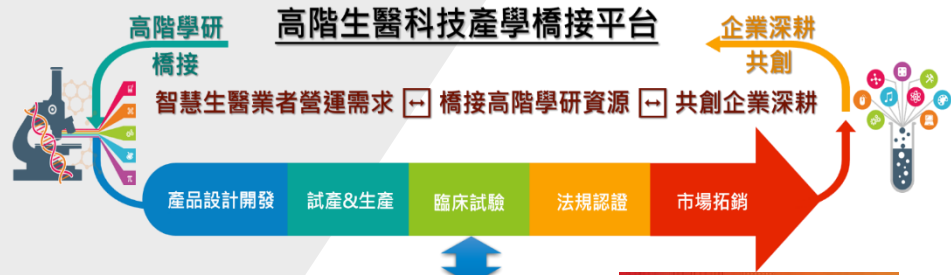 高階生醫科技產學橋接平台
高階學研
橋接
企業深耕
共創
智慧生醫業者營運需求 ↔ 橋接高階學研資源 ↔ 共創企業深耕
產品設計開發
試產&生產
臨床試驗
法規認證
市場拓銷